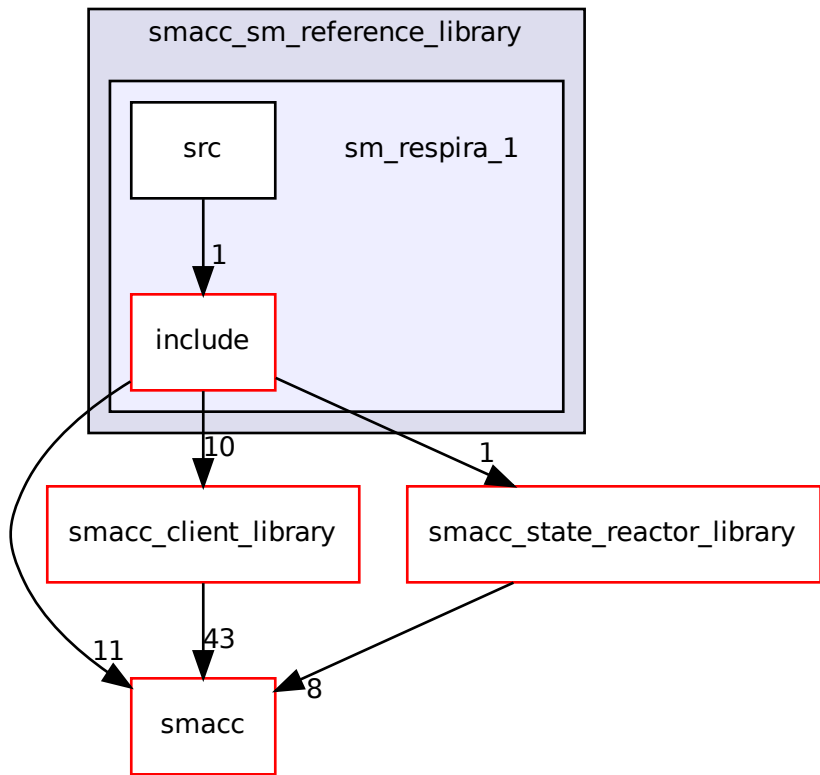 smacc_sm_reference_library
src
sm_respira_1
1
include
10
1
smacc_client_library
smacc_state_reactor_library
11
43
8
smacc